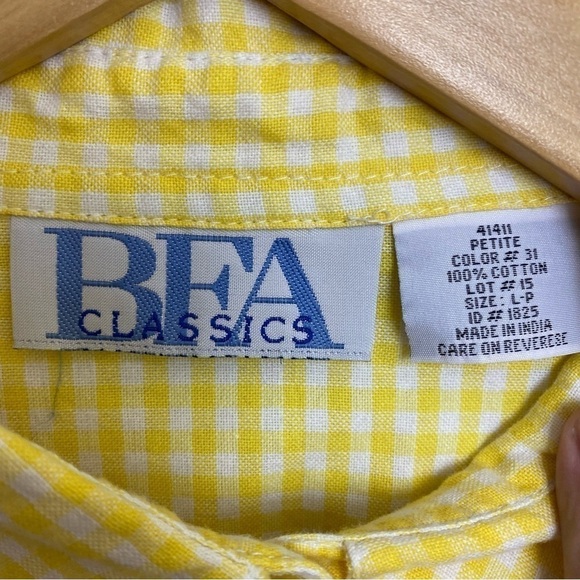 BFA
CLASSICS
41411
PETITE
COLOR # 31
100% COTTON
LOT # 15
SIZE: L-P
ID # 1825
MADE IN INDIA
CARE ON REVERESE